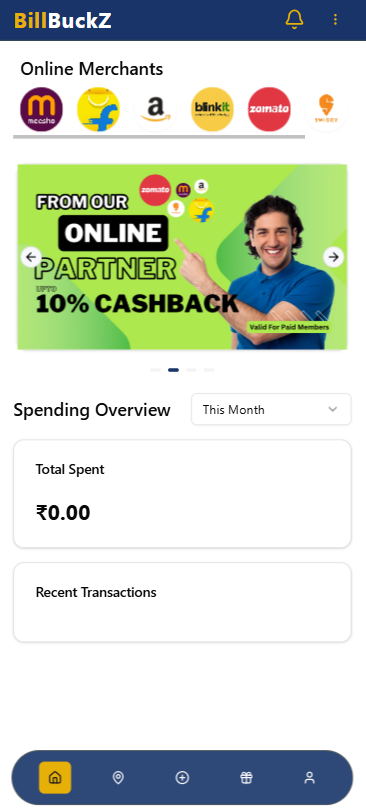 BillBuckZ
Online Merchants
meesho
a
blinkit
zomato
SWIGGY
zomato
m
a
FROM OUR
ONLINE
PARTNER
UPTO
10% CASHBACK
Valid For Paid Members
Spending Overview
This Month
Total Spent
₹0.00
Recent Transactions